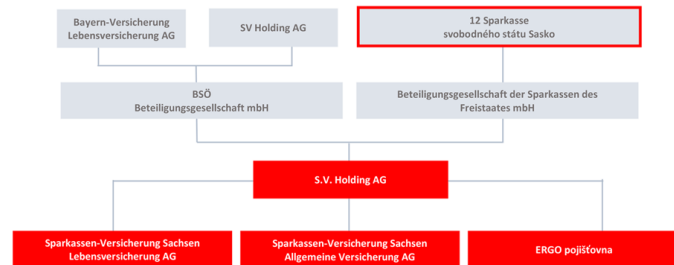 Bayern-Versicherung
Lebensversicherung AG
SV Holding AG
12 Sparkasse
svobodného státu Sasko
BSÖ
Beteiligungsgesellschaft mbH
Beteiligungsgesellschaft der Sparkassen des
Freistaates mbH
S.V. Holding AG
Sparkassen-Versicherung Sachsen
Lebensversicherung AG
Sparkassen-Versicherung Sachsen
Allgemeine Versicherung AG
ERGO pojišťovna